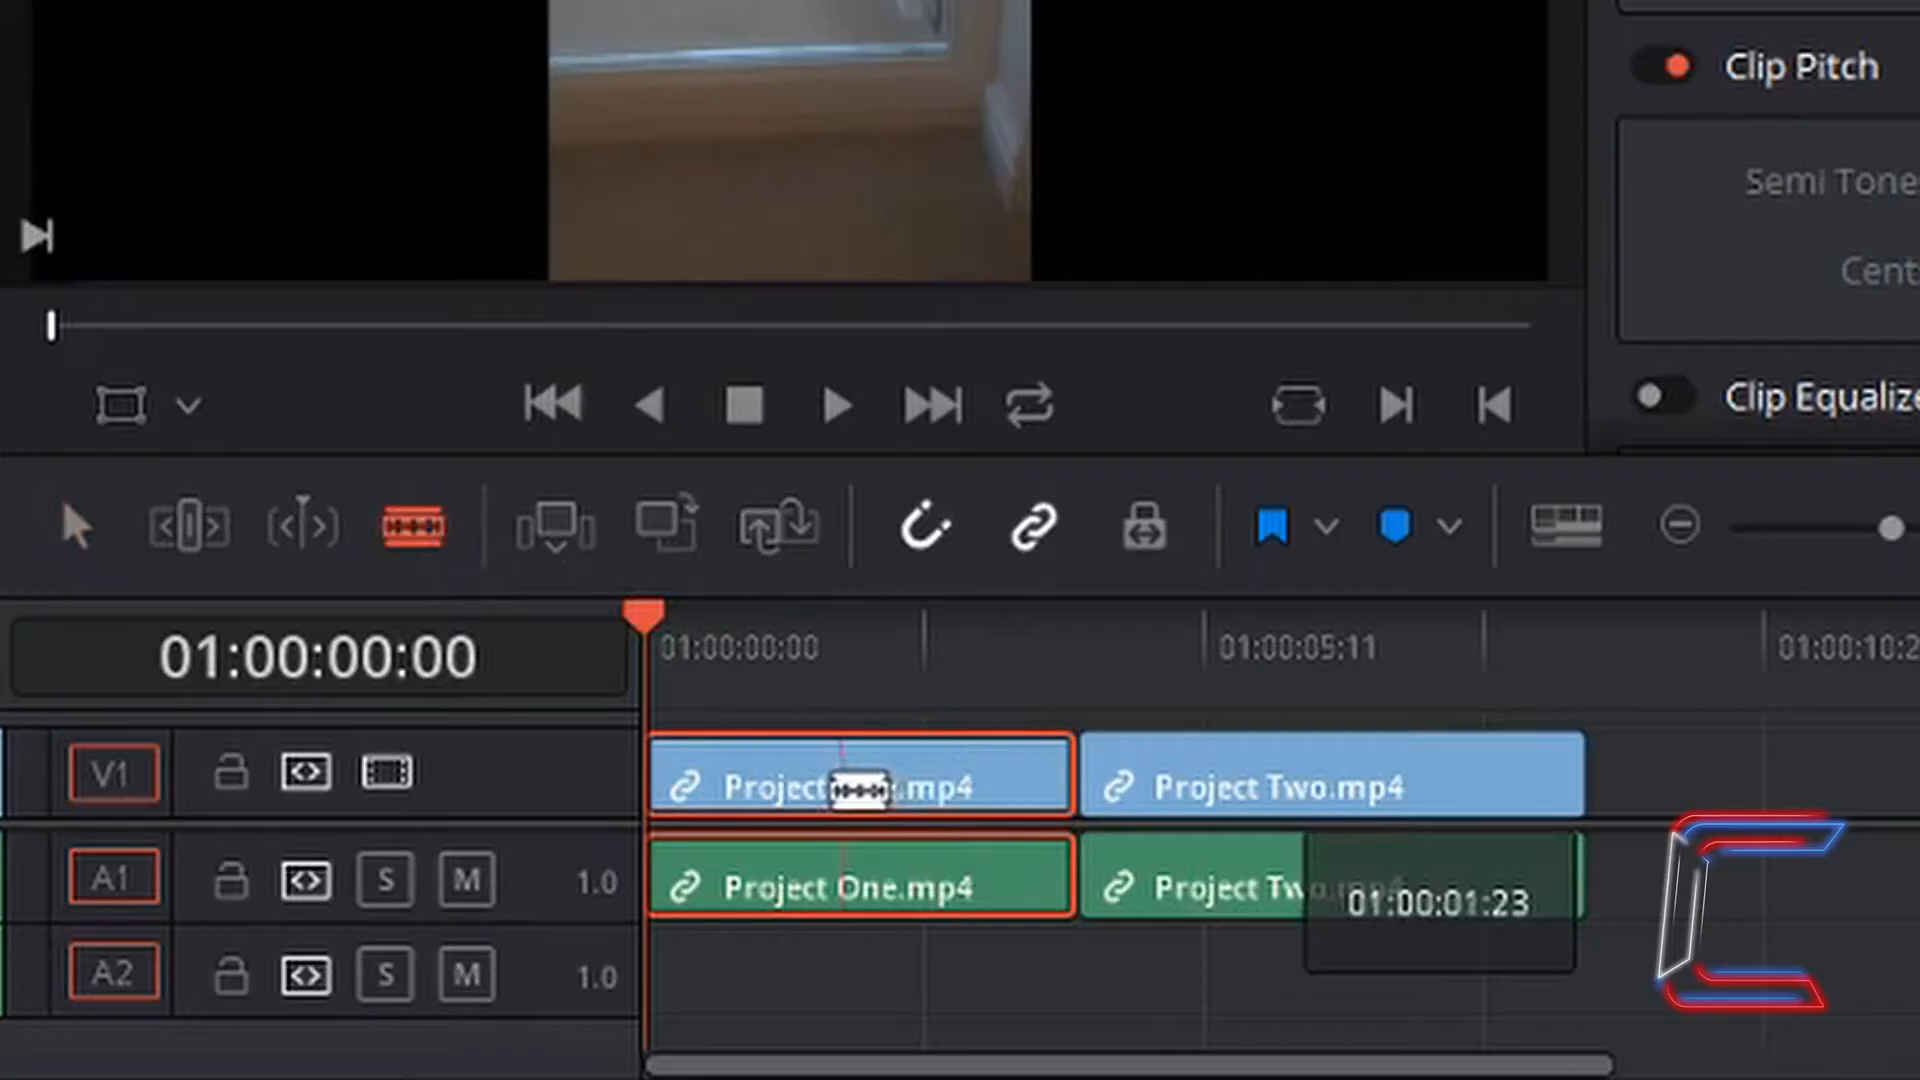 Clip Pitch
Semi Tone
Cent
Clip Equalize
01:00:00:00
01:00:00:00
01:00:05:11
01:00:10:2
V1
Project .mp4
Project Two.mp4
A1
S
M
1.0
Project One.mp4
Project Two.mp4
01:00:01:23
A2
S
M
1.0